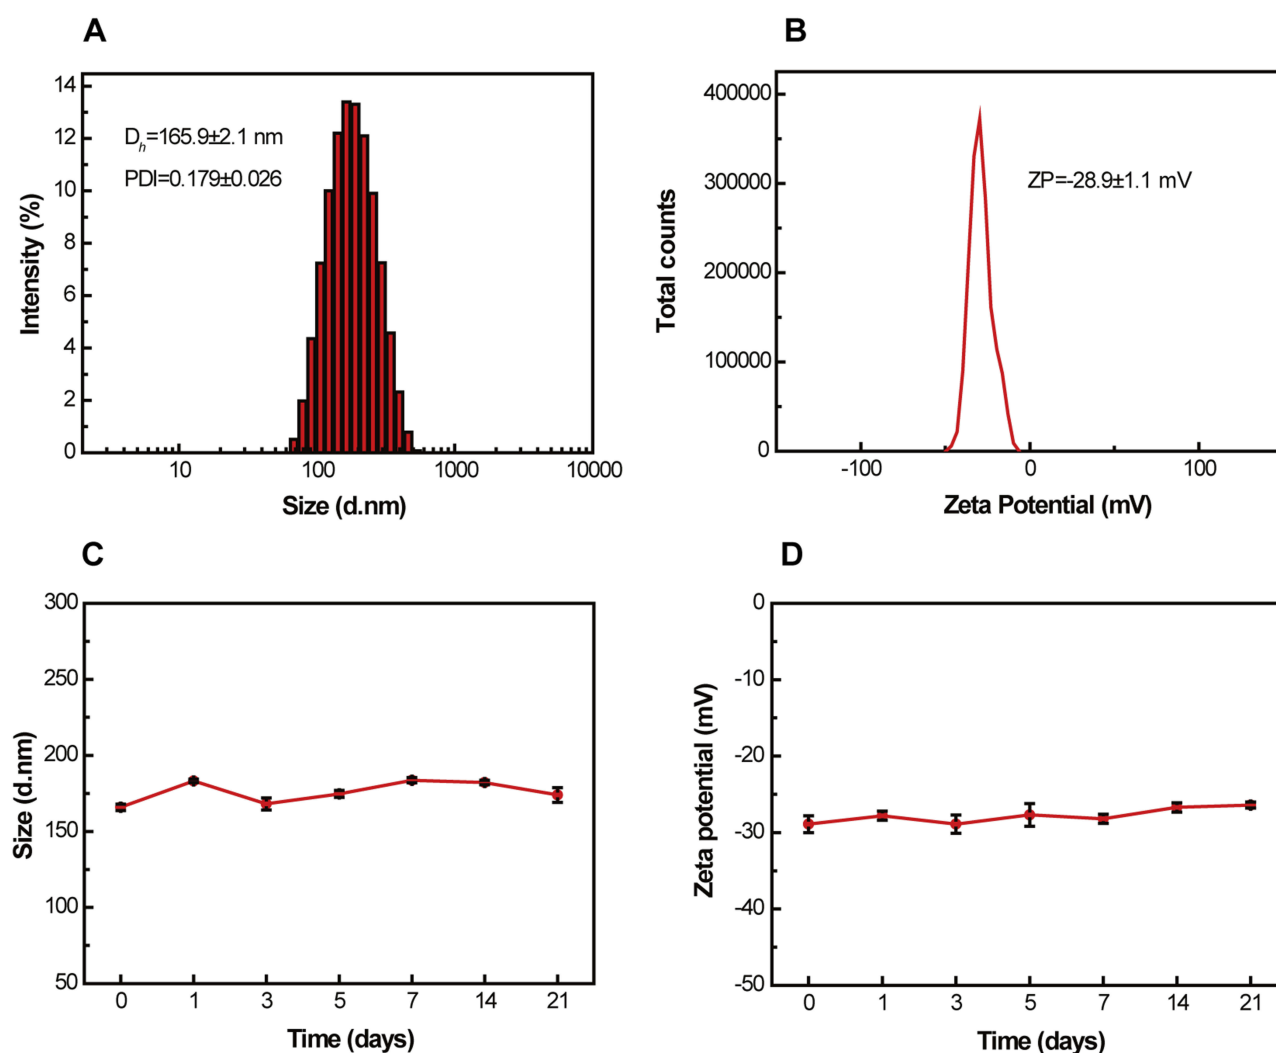 A
14
12
10
8
6
4
2
0
Intensity (%)
Dh=165.9±2.1 nm
PDI=0.179±0.026
10 100 1000 10000
Size (d.nm)
B
400000
300000
200000
100000
0
Total counts
ZP=-28.9±1.1 mV
-100 0 100
Zeta Potential (mV)
C
300
250
200
150
100
50
Size (d.nm)
0 1 3 5 7 14 21
Time (days)
D
0
-10
-20
-30
-40
-50
Zeta potential (mV)
0 1 3 5 7 14 21
Time (days)